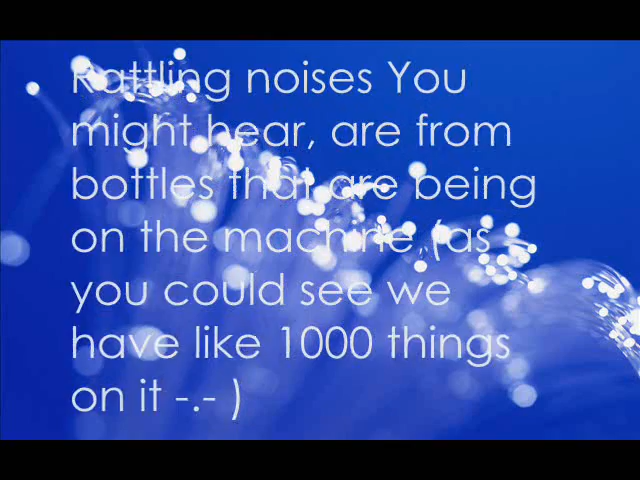 Rattling noises You
might hear, are from
bottles that are being
on the machine (as
you could see we
have like 1000 things
on it -.- )